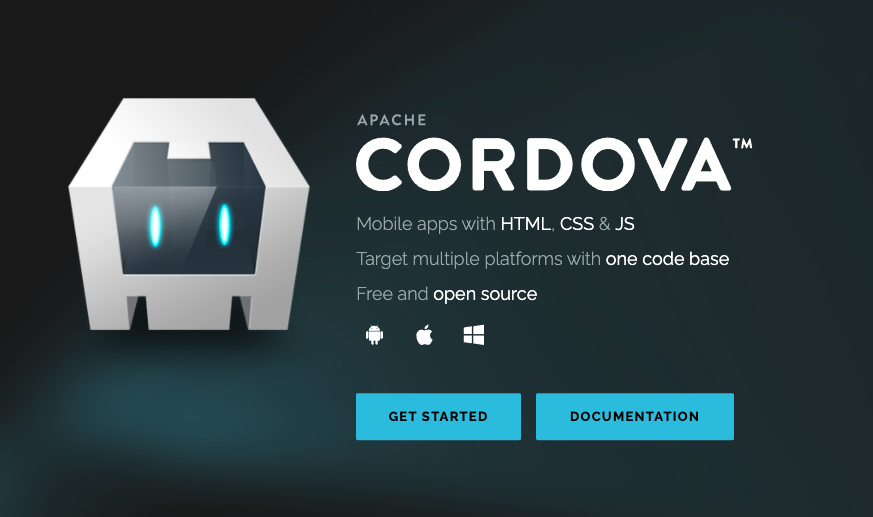 APACHE
CORDOVA™
Mobile apps with HTML, CSS & JS
Target multiple platforms with one code base
Free and open source
GET STARTED
DOCUMENTATION